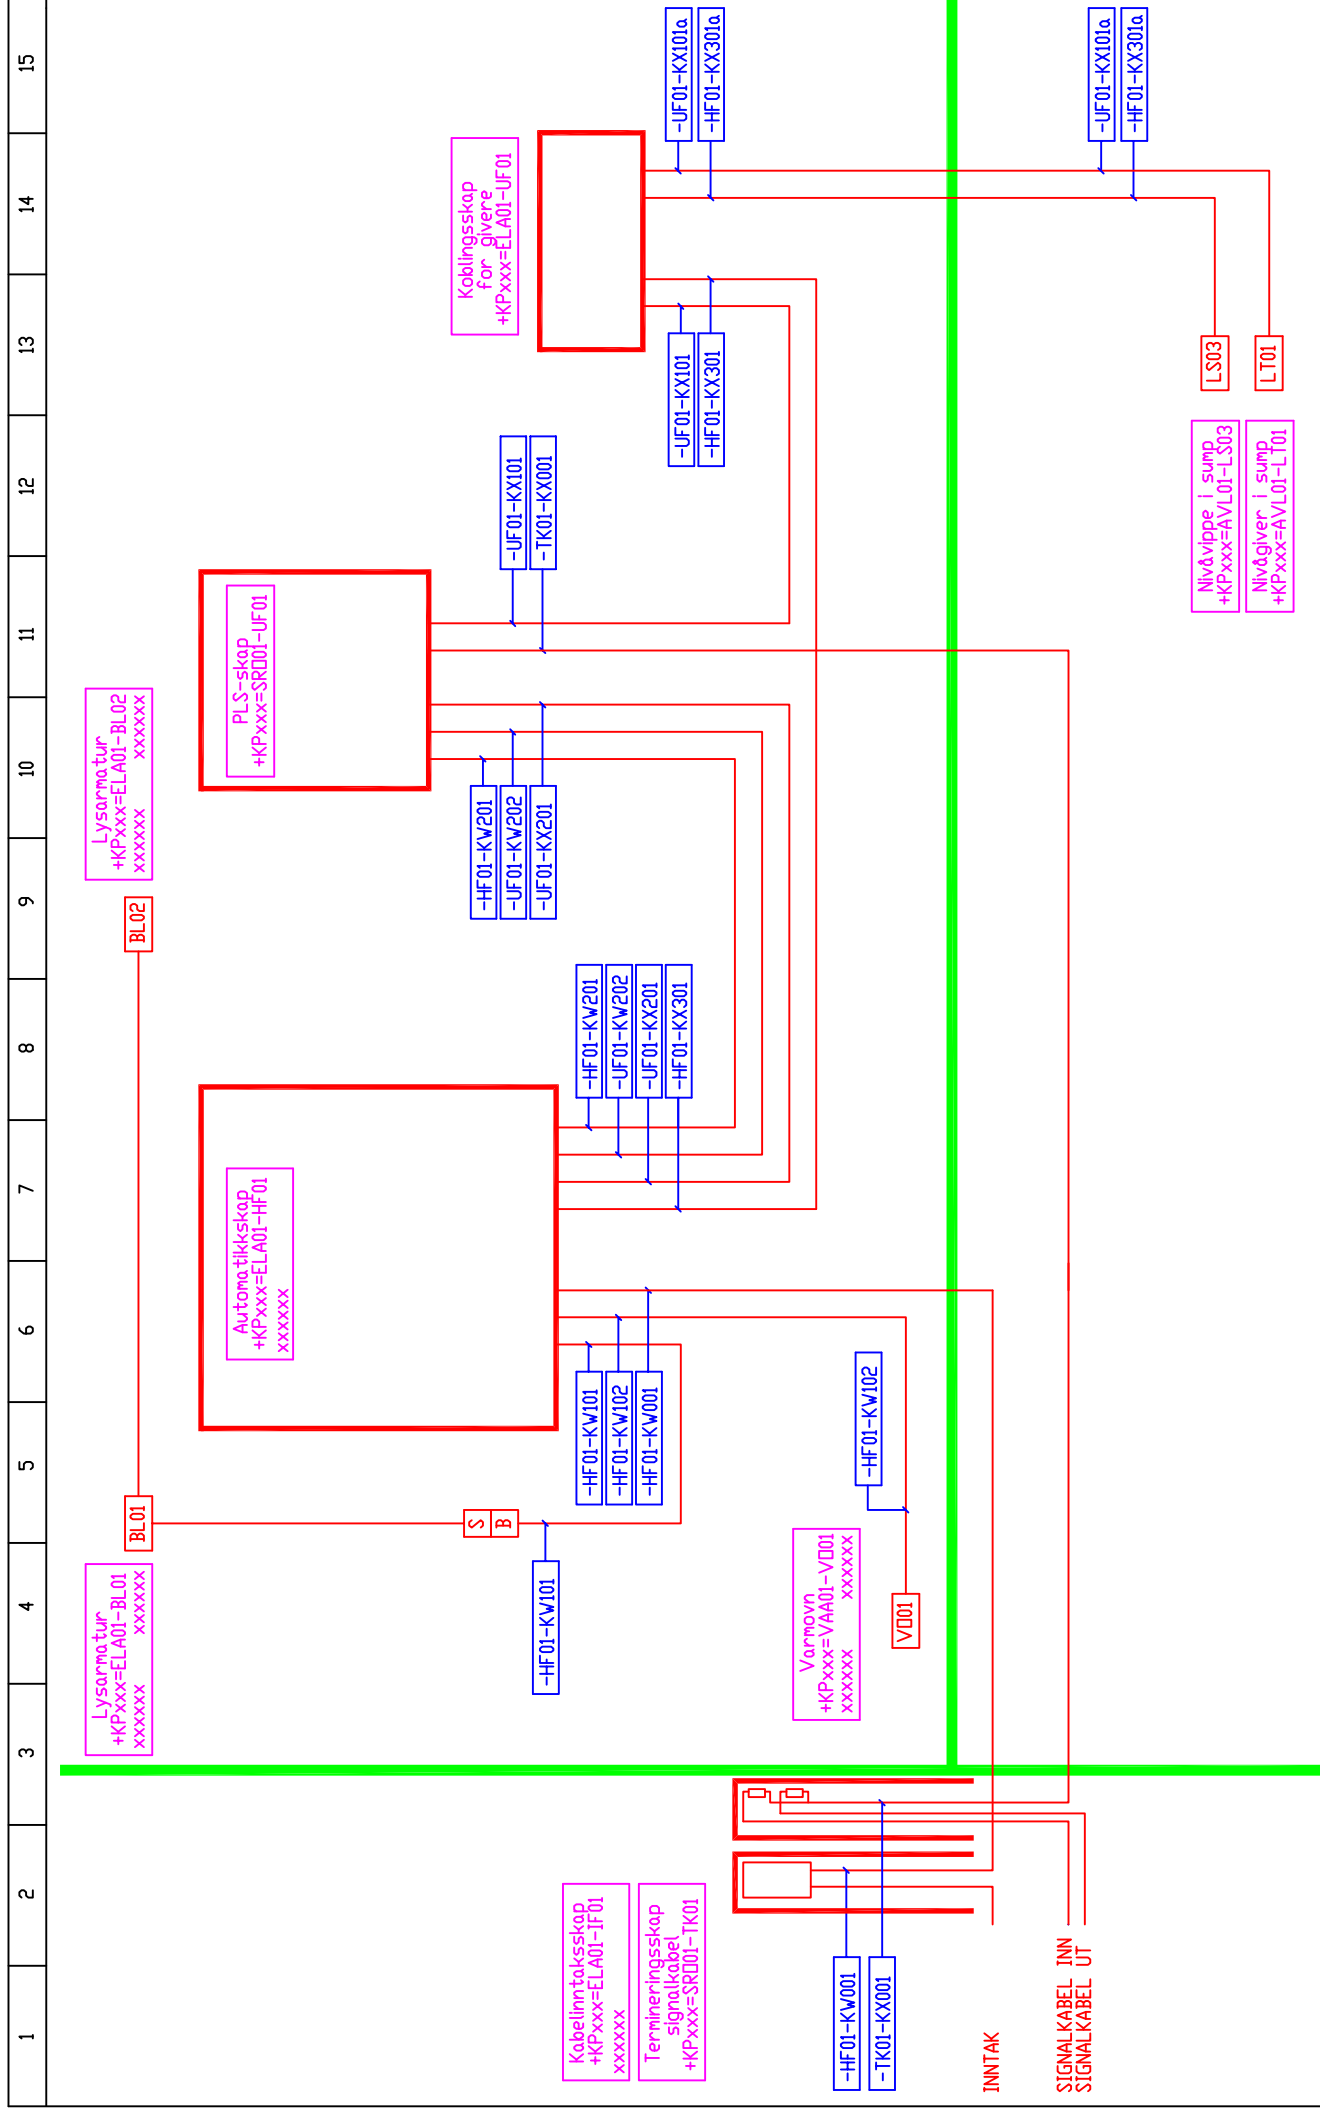 1
2
3
4
5
6
7
8
9
10
11
12
13
14
15
Lysarmatur
+KPxxx=ELA01-BL01
xxxxxx xxxxxx
BL01
Lysarmatur
+KPxxx=ELA01-BL02
xxxxxx xxxxxx
BL02
S
B
-HF01-KW101
Automatikkskap
+KPxxx=ELA01-HF01
xxxxxx
-HF01-KW101
-HF01-KW102
-HF01-KW001
-HF01-KW201
-UF01-KW202
-UF01-KX201
-HF01-KX301
PLS-skap
+KPxxx=SRO01-UF01
-HF01-KW201
-UF01-KW202
-UF01-KX201
-UF01-KX101
-TK01-KX001
Koblingsskap
for givere
+KPxxx=ELA01-UF01
-UF01-KX101
-HF01-KX301
-UF01-KX101a
-HF01-KX301a
Kabelinntaksskap
+KPxxx=ELA01-IF01
xxxxxx
Termineringsskap
signalkabel
+KPxxx=SRO01-TK01
-HF01-KW001
-TK01-KX001
Varmovn
+KPxxx=VAA01-VO01
xxxxxx xxxxxx
VO01
-HF01-KW102
INNTAK
SIGNALKABEL INN
SIGNALKABEL UT
-UF01-KX101a
-HF01-KX301a
LS03
LT01
Nivåvippe i sump
+KPxxx=AVL01-LS03
Nivågiver i sump
+KPxxx=AVL01-LT01